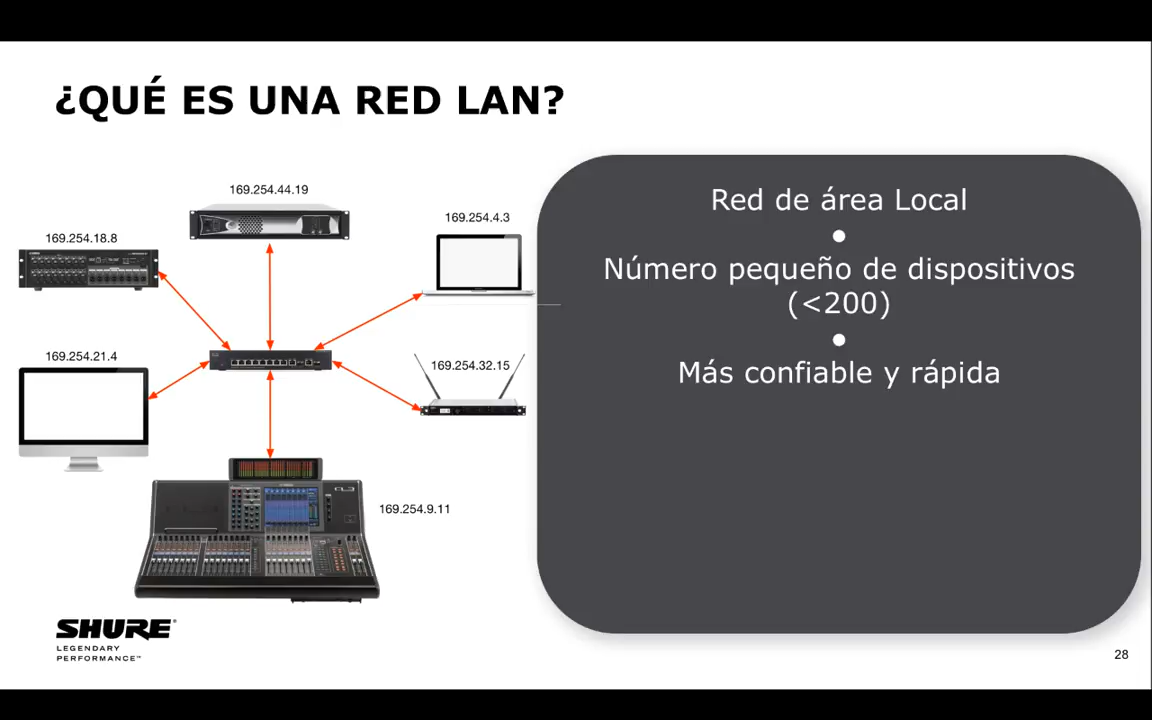 ¿QUÉ ES UNA RED LAN?
169.254.44.19
169.254.4.3
169.254.18.8
169.254.21.4
169.254.32.15
169.254.9.11
Red de área Local
Número pequeño de dispositivos
(<200)
Más confiable y rápida
SHURE
LEGENDARY
PERFORMANCE™
28